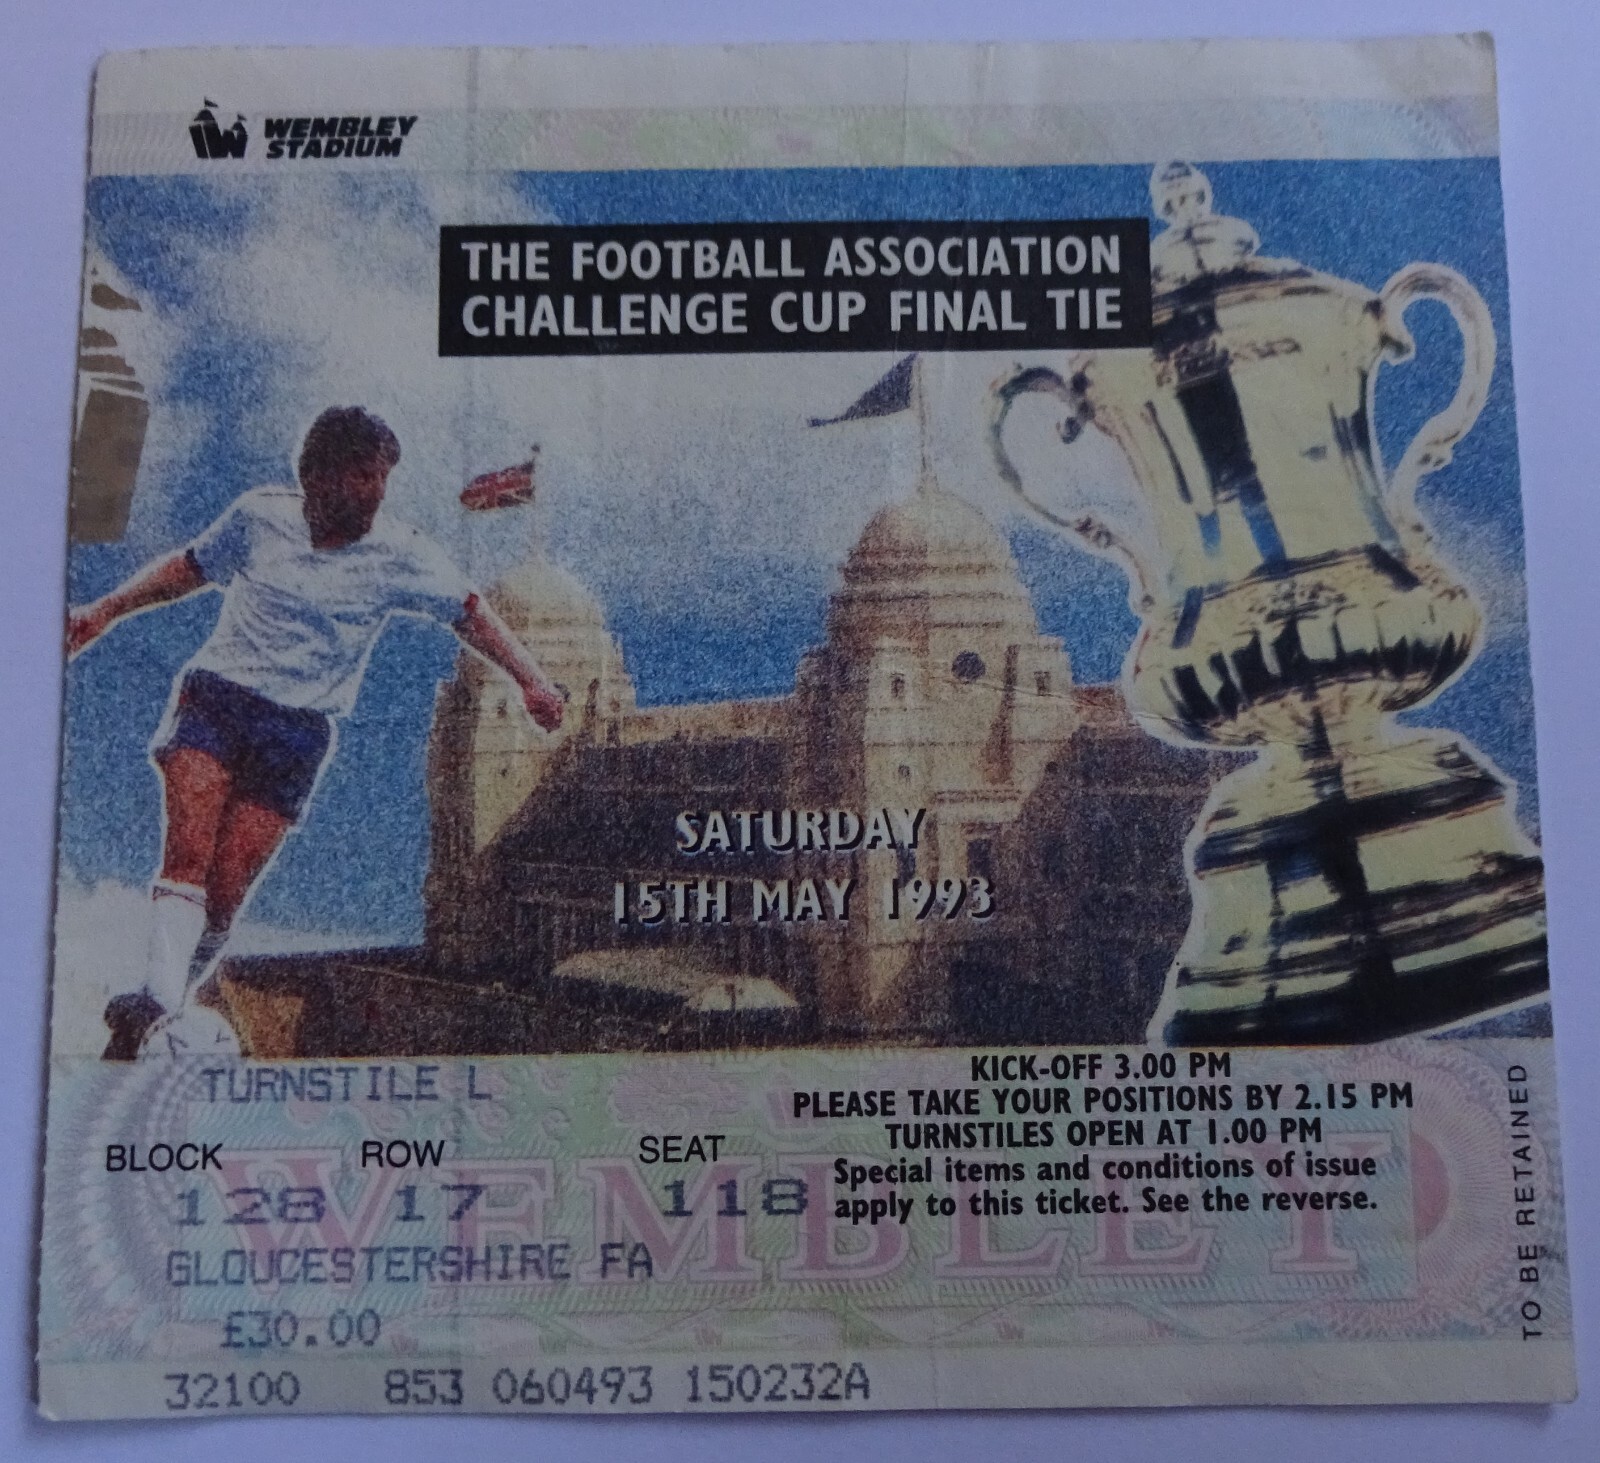 WEMBLEY
STADIUM
THE FOOTBALL ASSOCIATION
CHALLENGE CUP FINAL TIE
SATURDAY
15TH MAY 1993
TURNSTILE L
BLOCK ROW SEAT
128 17 118
GLOUCESTERSHIRE FA
£30.00
32100 853 060493 150232A
KICK-OFF 3.00 PM
PLEASE TAKE YOUR POSITIONS BY 2.15 PM
TURNSTILES OPEN AT 1.00 PM
Special items and conditions of issue
apply to this ticket. See the reverse.
WEMBLEY
TO BE RETAINED